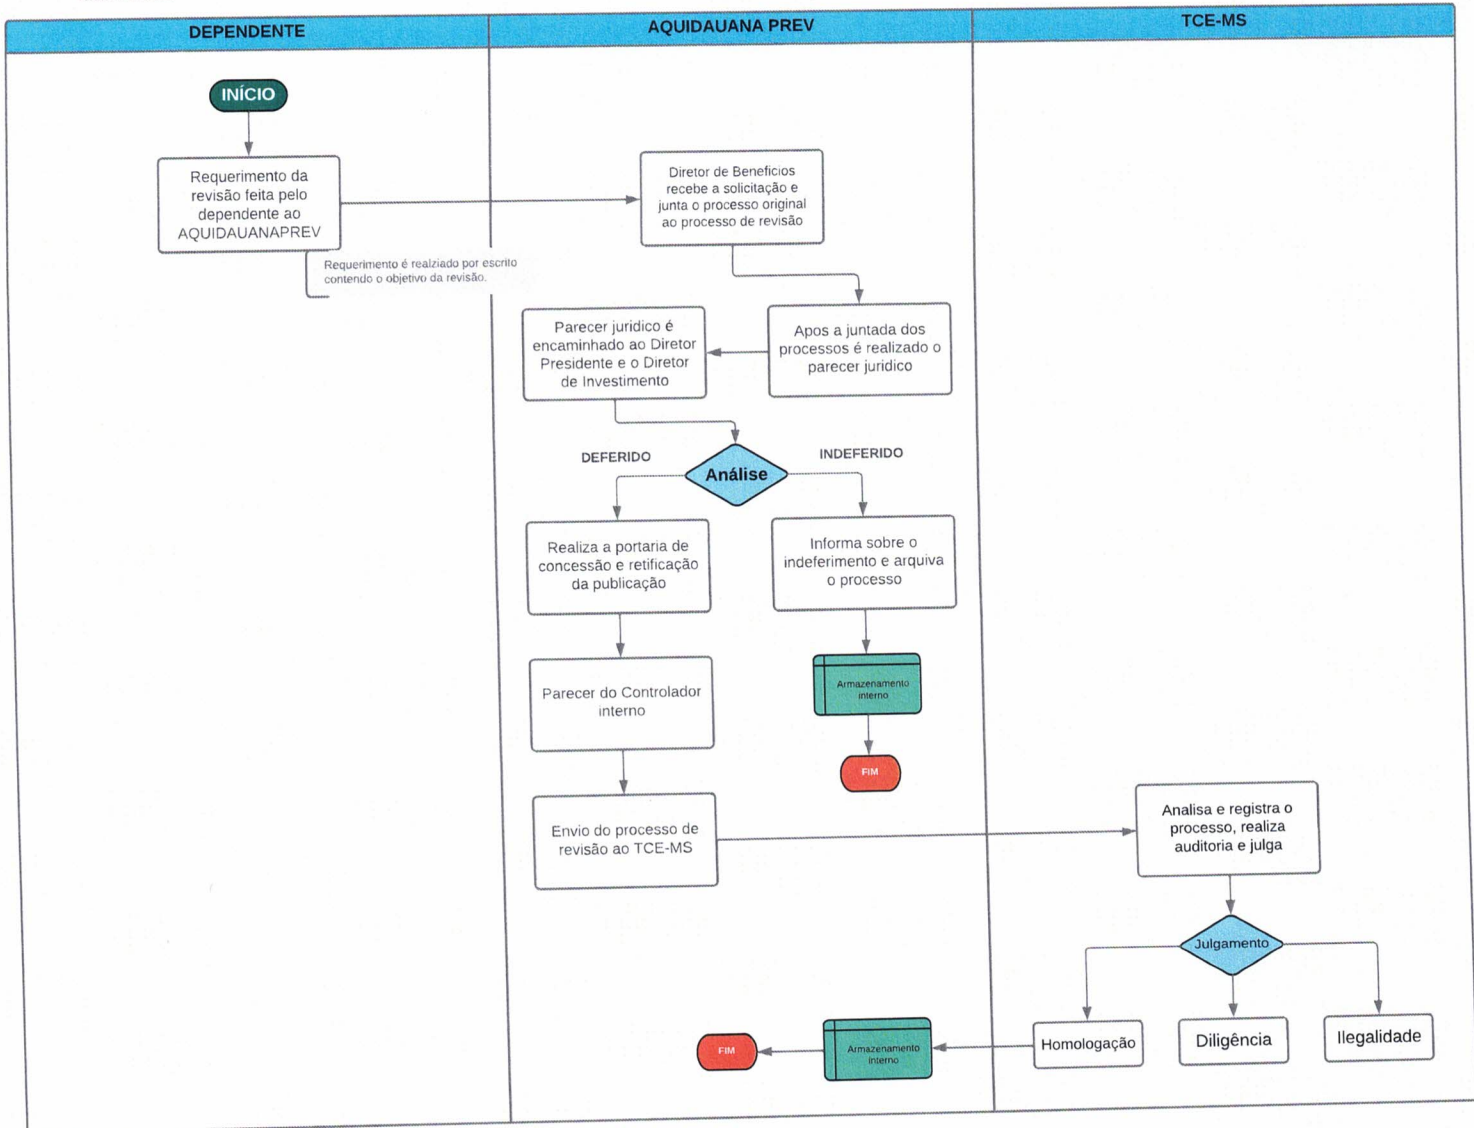 DEPENDENTE
AQUIDAUANA PREV
TCE-MS
INÍCIO
Requerimento da
revisão feita pelo
dependente ao
AQUIDAUANAPREV
Requerimento é realziado por escrito
contendo o objetivo da revisão.
Diretor de Beneficios
recebe a solicitação e
junta o processo original
ao processo de revisão
Apos a juntada dos
processos é realizado o
parecer juridico
Parecer juridico é
encaminhado ao Diretor
Presidente e o Diretor
de Investimento
Análise
DEFERIDO
INDEFERIDO
Realiza a portaria de
concessão e retificação
da publicação
Informa sobre o
indeferimento e arquiva
o processo
Armazenamento
interno
FIM
Parecer do Controlador
interno
Envio do processo de
revisão ao TCE-MS
Analisa e registra o
processo, realiza
auditoria e julga
Julgamento
Homologação
Diligência
Ilegalidade
Armazenamento
interno
FIM